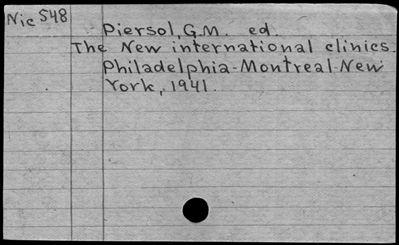 Nic 548
Piersol, G.M. ed.
The New international clinics.
Philadelphia-Montreal-New
York, 1941.